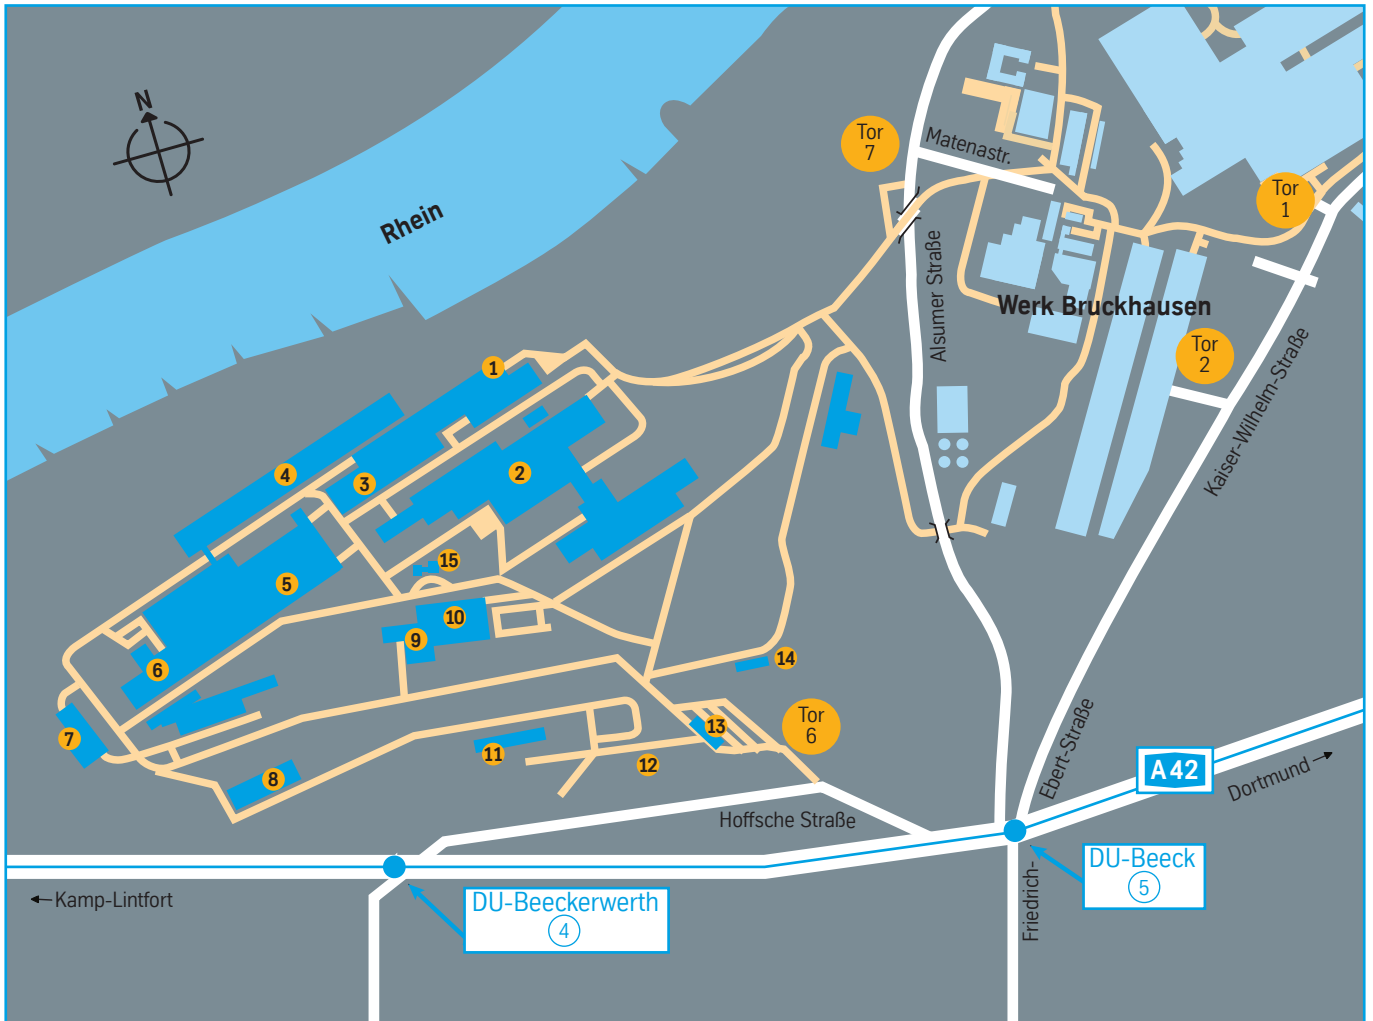 N
Rhein
Tor
7
Matenastr.
Tor
1
Alsumer Straße
Werk Bruckhausen
Tor
2
Kaiser-Wilhelm-Straße
1
4
3
2
15
5
10
9
6
14
7
13
Tor
6
11
12
8
Ebert-Straße
A 42
Dortmund →
Hoffsche Straße
DU-Beeck
5
← Kamp-Lintfort
DU-Beeckerwerth
4
Friedrich-